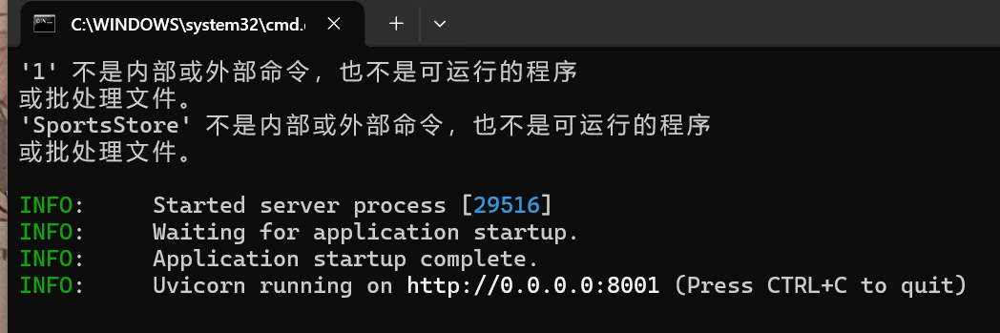 C:\WINDOWS\system32\cmd.
'1' 不是内部或外部命令，也不是可运行的程序
或批处理文件。
'SportsStore' 不是内部或外部命令，也不是可运行的程序
或批处理文件。
INFO:     Started server process [29516]
INFO:     Waiting for application startup.
INFO:     Application startup complete.
INFO:     Uvicorn running on http://0.0.0.0:8001 (Press CTRL+C to quit)